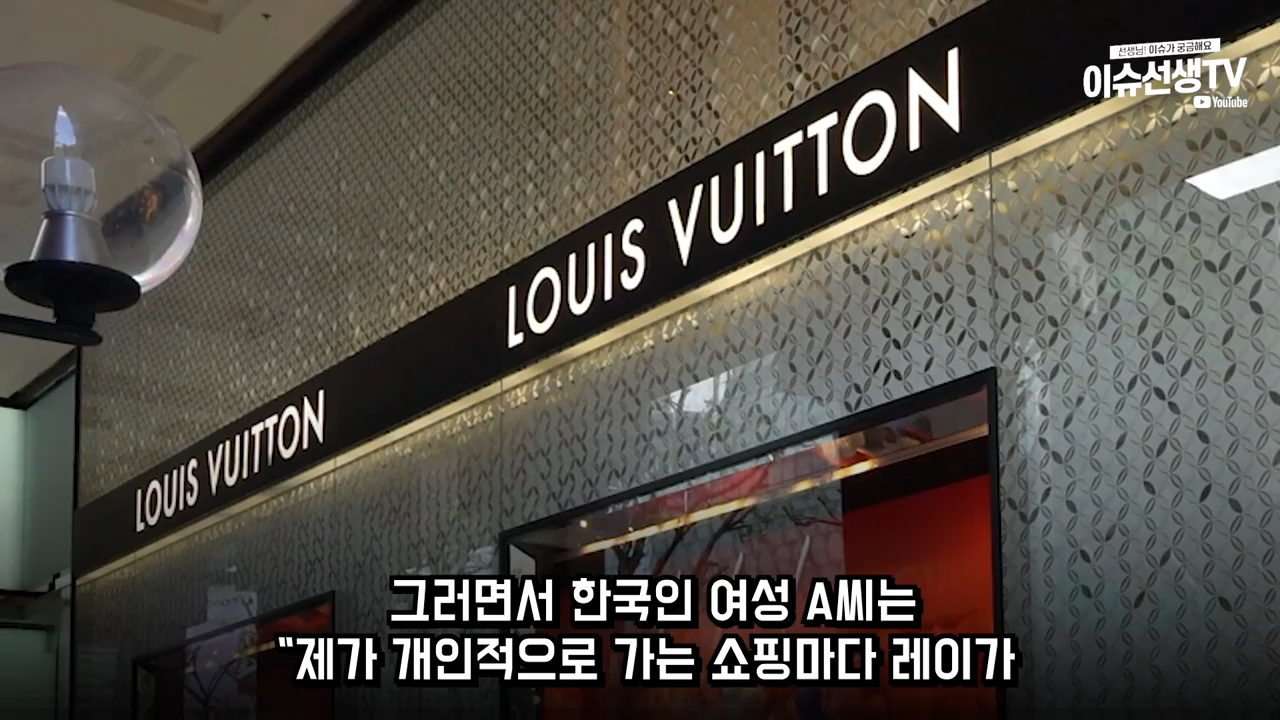 선생님! 이슈가 궁금해요
이슈선생TV
YouTube
LOUIS VUITTON
LOUIS VUITTON
그러면서 한국인 여성 A씨는
“제가 개인적으로 가는 쇼핑마다 레이가